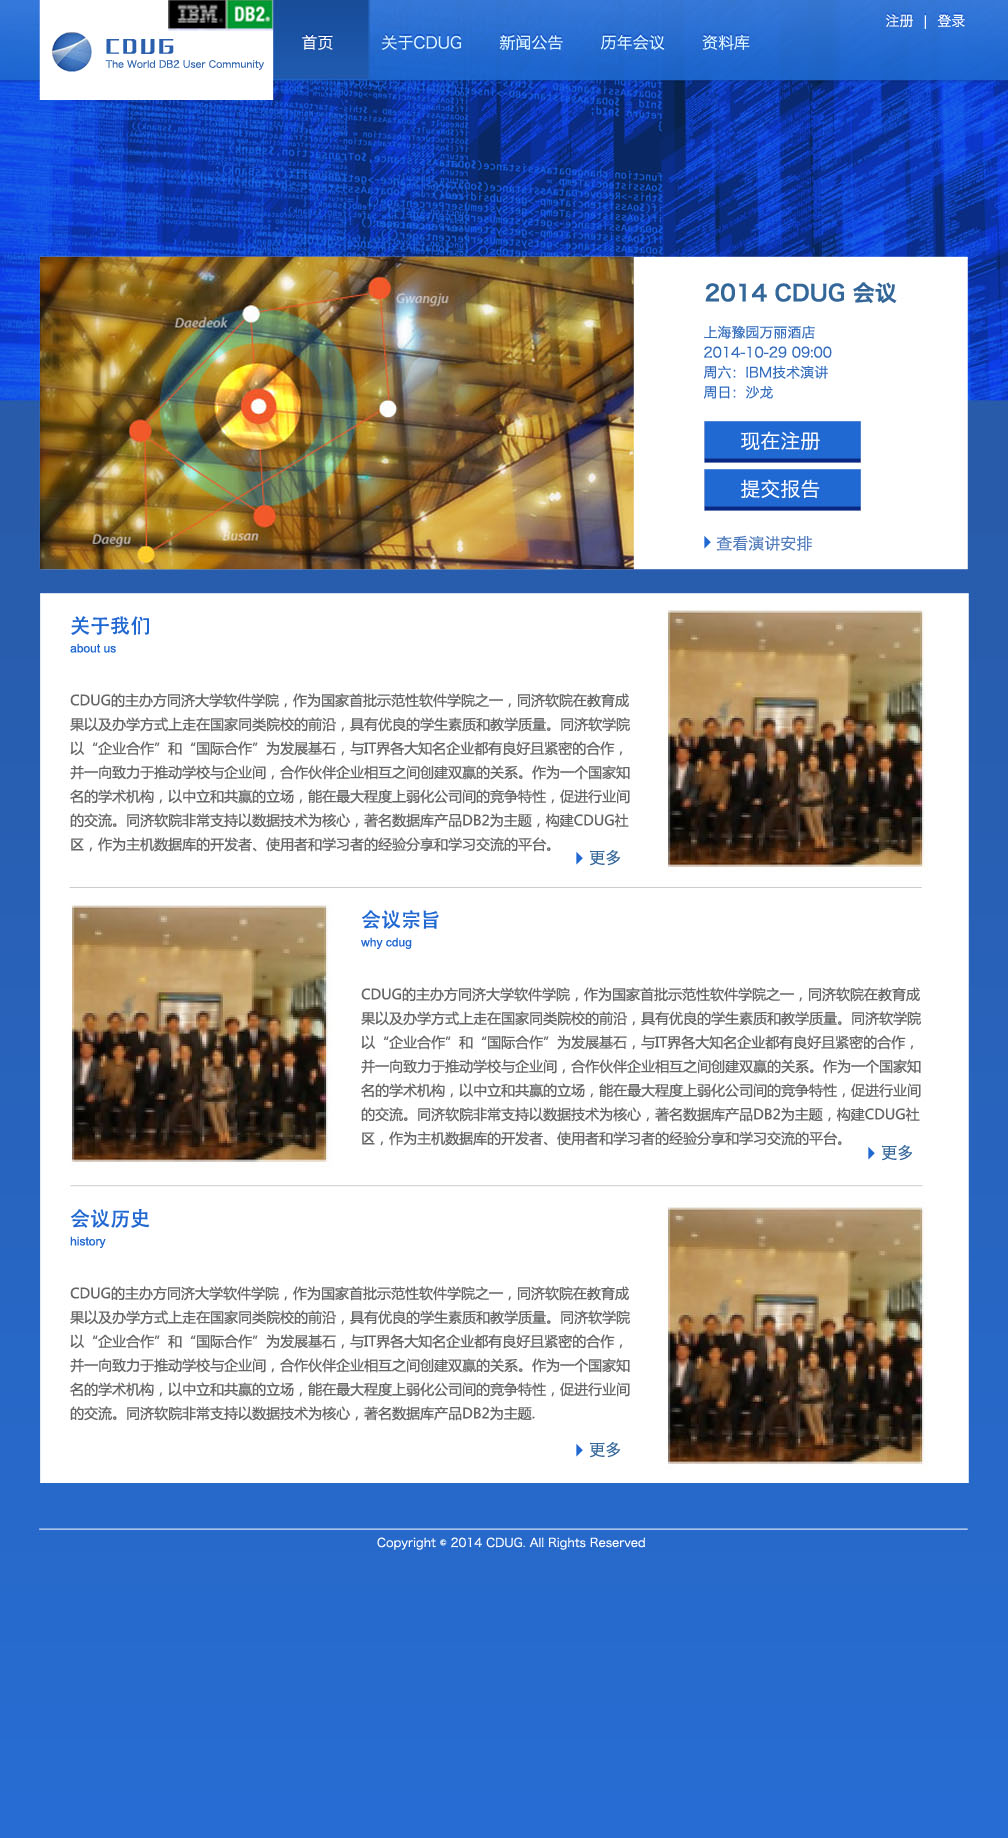 IBM. DB2.
CDUG
The World DB2 User Community
首页 关于CDUG 新闻公告 历年会议 资料库
注册 | 登录
Daedeok
Gwangju
Daegu
Busan
2014 CDUG 会议
上海豫园万丽酒店
2014-10-29 09:00
周六：IBM技术演讲
周日：沙龙
现在注册
提交报告
查看演讲安排
关于我们
about us
CDUG的主办方同济大学软件学院，作为国家首批示范性软件学院之一，同济软院在教育成
果以及办学方式上走在国家同类院校的前沿，具有优良的学生素质和教学质量。同济软学院
以“企业合作”和“国际合作”为发展基石，与IT界各大知名企业都有良好且紧密的合作，
并一向致力于推动学校与企业间，合作伙伴企业相互之间创建双赢的关系。作为一个国家知
名的学术机构，以中立和共赢的立场，能在最大程度上弱化公司间的竞争特性，促进行业间
的交流。同济软院非常支持以数据技术为核心，著名数据库产品DB2为主题，构建CDUG社
区，作为主机数据库的开发者、使用者和学习者的经验分享和学习交流的平台。
更多
会议宗旨
why cdug
CDUG的主办方同济大学软件学院，作为国家首批示范性软件学院之一，同济软院在教育成
果以及办学方式上走在国家同类院校的前沿，具有优良的学生素质和教学质量。同济软学院
以“企业合作”和“国际合作”为发展基石，与IT界各大知名企业都有良好且紧密的合作，
并一向致力于推动学校与企业间，合作伙伴企业相互之间创建双赢的关系。作为一个国家知
名的学术机构，以中立和共赢的立场，能在最大程度上弱化公司间的竞争特性，促进行业间
的交流。同济软院非常支持以数据技术为核心，著名数据库产品DB2为主题，构建CDUG社
区，作为主机数据库的开发者、使用者和学习者的经验分享和学习交流的平台。
更多
会议历史
history
CDUG的主办方同济大学软件学院，作为国家首批示范性软件学院之一，同济软院在教育成
果以及办学方式上走在国家同类院校的前沿，具有优良的学生素质和教学质量。同济软学院
以“企业合作”和“国际合作”为发展基石，与IT界各大知名企业都有良好且紧密的合作，
并一向致力于推动学校与企业间，合作伙伴企业相互之间创建双赢的关系。作为一个国家知
名的学术机构，以中立和共赢的立场，能在最大程度上弱化公司间的竞争特性，促进行业间
的交流。同济软院非常支持以数据技术为核心，著名数据库产品DB2为主题.
更多
Copyright © 2014 CDUG. All Rights Reserved